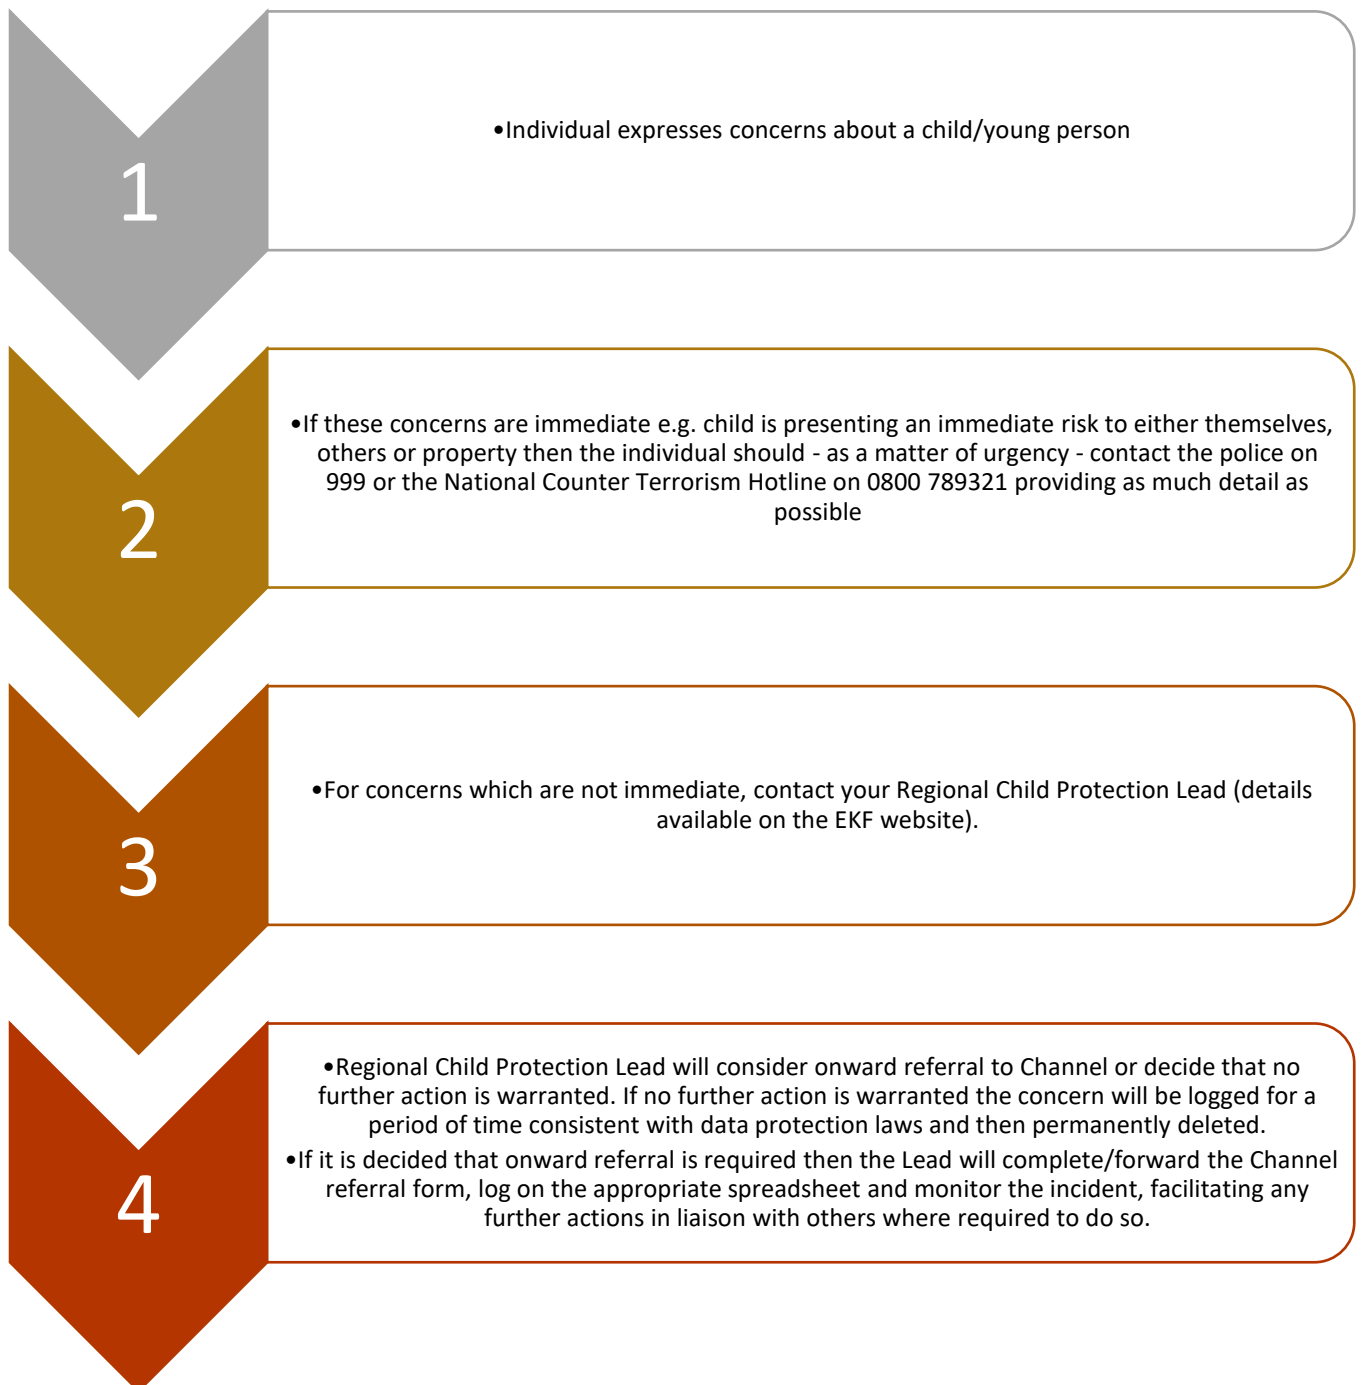 1
•Individual expresses concerns about a child/young person
2
•If these concerns are immediate e.g. child is presenting an immediate risk to either themselves,
others or property then the individual should - as a matter of urgency - contact the police on
999 or the National Counter Terrorism Hotline on 0800 789321 providing as much detail as
possible
3
•For concerns which are not immediate, contact your Regional Child Protection Lead (details
available on the EKF website).
4
•Regional Child Protection Lead will consider onward referral to Channel or decide that no
further action is warranted. If no further action is warranted the concern will be logged for a
period of time consistent with data protection laws and then permanently deleted.
•If it is decided that onward referral is required then the Lead will complete/forward the Channel
referral form, log on the appropriate spreadsheet and monitor the incident, facilitating any
further actions in liaison with others where required to do so.